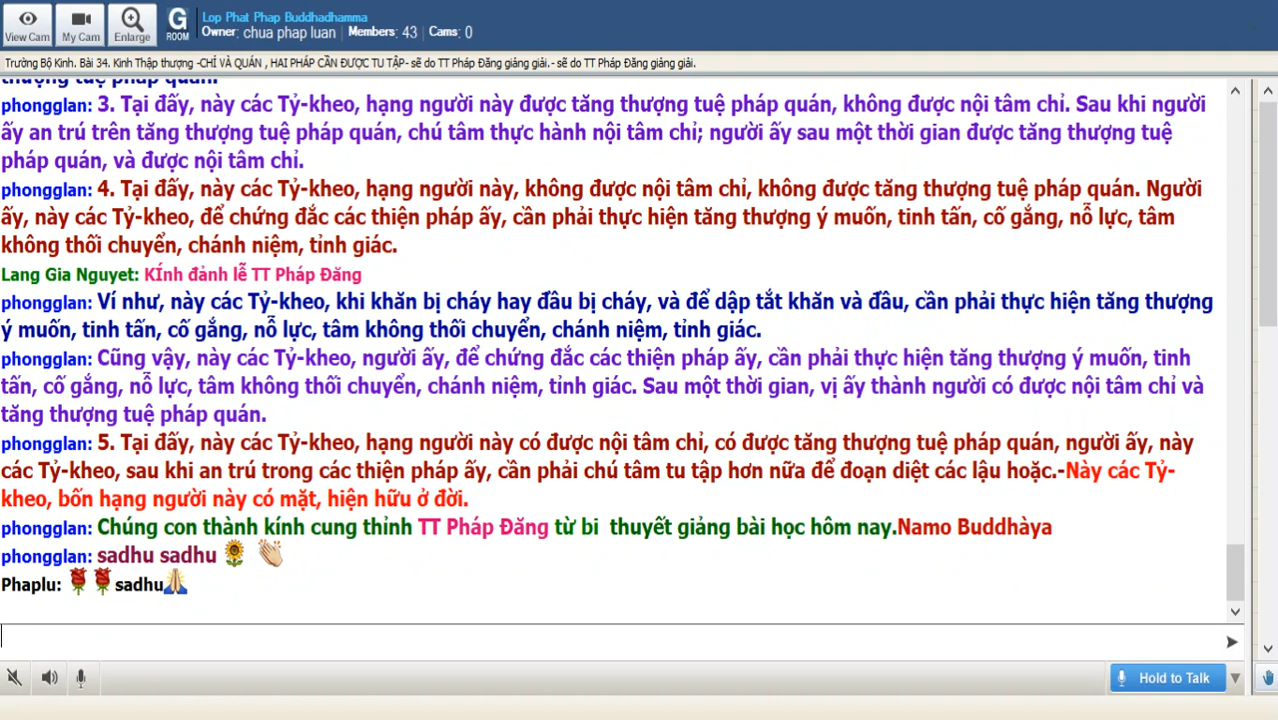 View Cam
My Cam
Enlarge
G
ROOM
Lop Phat Phap Buddhadhamma
Owner: chua phap luan | Members: 43 | Cams: 0
Trường Bộ Kinh. Bài 34. Kinh Thập thượng -CHỈ VÀ QUÁN , HAI PHÁP CẦN ĐƯỢC TU TẬP- sẽ do TT Pháp Đăng giảng giải.- sẽ do TT Pháp Đăng giảng giải.
thượng tuệ pháp quán.
phongglan: 3. Tại đấy, này các Tỷ-kheo, hạng người này được tăng thượng tuệ pháp quán, không được nội tâm chỉ. Sau khi người
ấy an trú trên tăng thượng tuệ pháp quán, chú tâm thực hành nội tâm chỉ; người ấy sau một thời gian được tăng thượng tuệ
pháp quán, và được nội tâm chỉ.
phongglan: 4. Tại đấy, này các Tỷ-kheo, hạng người này, không được nội tâm chỉ, không được tăng thượng tuệ pháp quán. Người
ấy, này các Tỷ-kheo, để chứng đắc các thiện pháp ấy, cần phải thực hiện tăng thượng ý muốn, tinh tấn, cố gắng, nỗ lực, tâm
không thối chuyển, chánh niệm, tỉnh giác.
Lang Gia Nguyet: KÍnh đảnh lễ TT Pháp Đăng
phongglan: Ví như, này các Tỷ-kheo, khi khăn bị cháy hay đầu bị cháy, và để dập tắt khăn và đầu, cần phải thực hiện tăng thượng
ý muốn, tinh tấn, cố gắng, nỗ lực, tâm không thối chuyển, chánh niệm, tỉnh giác.
phongglan: Cũng vậy, này các Tỷ-kheo, người ấy, để chứng đắc các thiện pháp ấy, cần phải thực hiện tăng thượng ý muốn, tinh
tấn, cố gắng, nỗ lực, tâm không thối chuyển, chánh niệm, tỉnh giác. Sau một thời gian, vị ấy thành người có được nội tâm chỉ và
tăng thượng tuệ pháp quán.
phongglan: 5. Tại đấy, này các Tỷ-kheo, hạng người này có được nội tâm chỉ, có được tăng thượng tuệ pháp quán, người ấy, này
các Tỷ-kheo, sau khi an trú trong các thiện pháp ấy, cần phải chú tâm tu tập hơn nữa để đoạn diệt các lậu hoặc.-Này các Tỷ-
kheo, bốn hạng người này có mặt, hiện hữu ở đời.
phongglan: Chúng con thành kính cung thỉnh TT Pháp Đăng từ bi  thuyết giảng bài học hôm nay.Namo Buddhàya
phongglan: sadhu sadhu 🌻 👏
Phaplu: 🌹🌹sadhu🙏
Hold to Talk